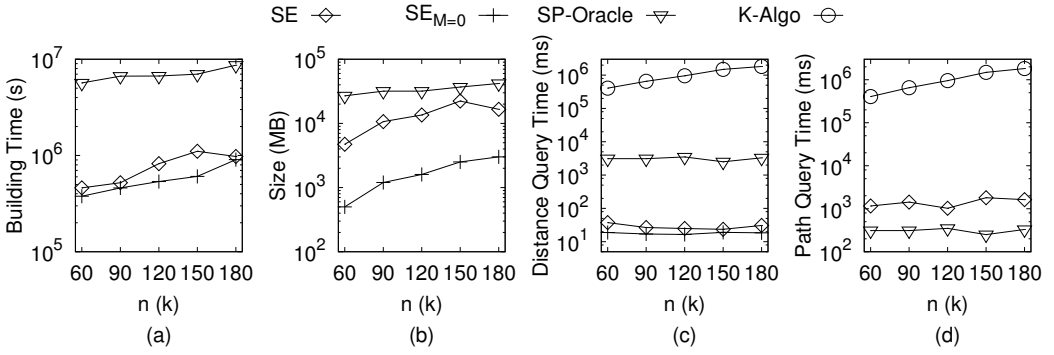 SE SE_{M=0} SP-Oracle K-Algo
Building Time (s)
10^7
10^6
10^5
60 90 120 150 180
n (k)
(a)
Size (MB)
10^5
10^4
10^3
10^2
60 90 120 150 180
n (k)
(b)
Distance Query Time (ms)
10^6
10^5
10^4
10^3
10^2
10^1
60 90 120 150 180
n (k)
(c)
Path Query Time (ms)
10^6
10^5
10^4
10^3
10^2
60 90 120 150 180
n (k)
(d)